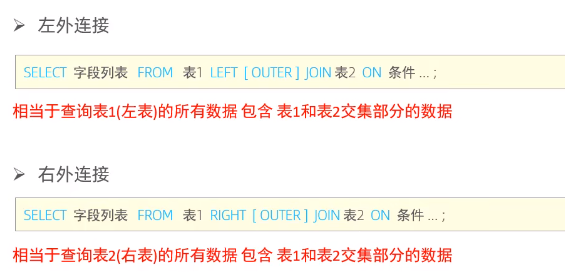 ➢ 左外连接
SELECT 字段列表 FROM 表1 LEFT [ OUTER ] JOIN 表2 ON 条件 ... ;
相当于查询表1(左表)的所有数据 包含 表1和表2交集部分的数据
➢ 右外连接
SELECT 字段列表 FROM 表1 RIGHT [ OUTER ] JOIN 表2 ON 条件 ... ;
相当于查询表2(右表)的所有数据 包含 表1和表2交集部分的数据